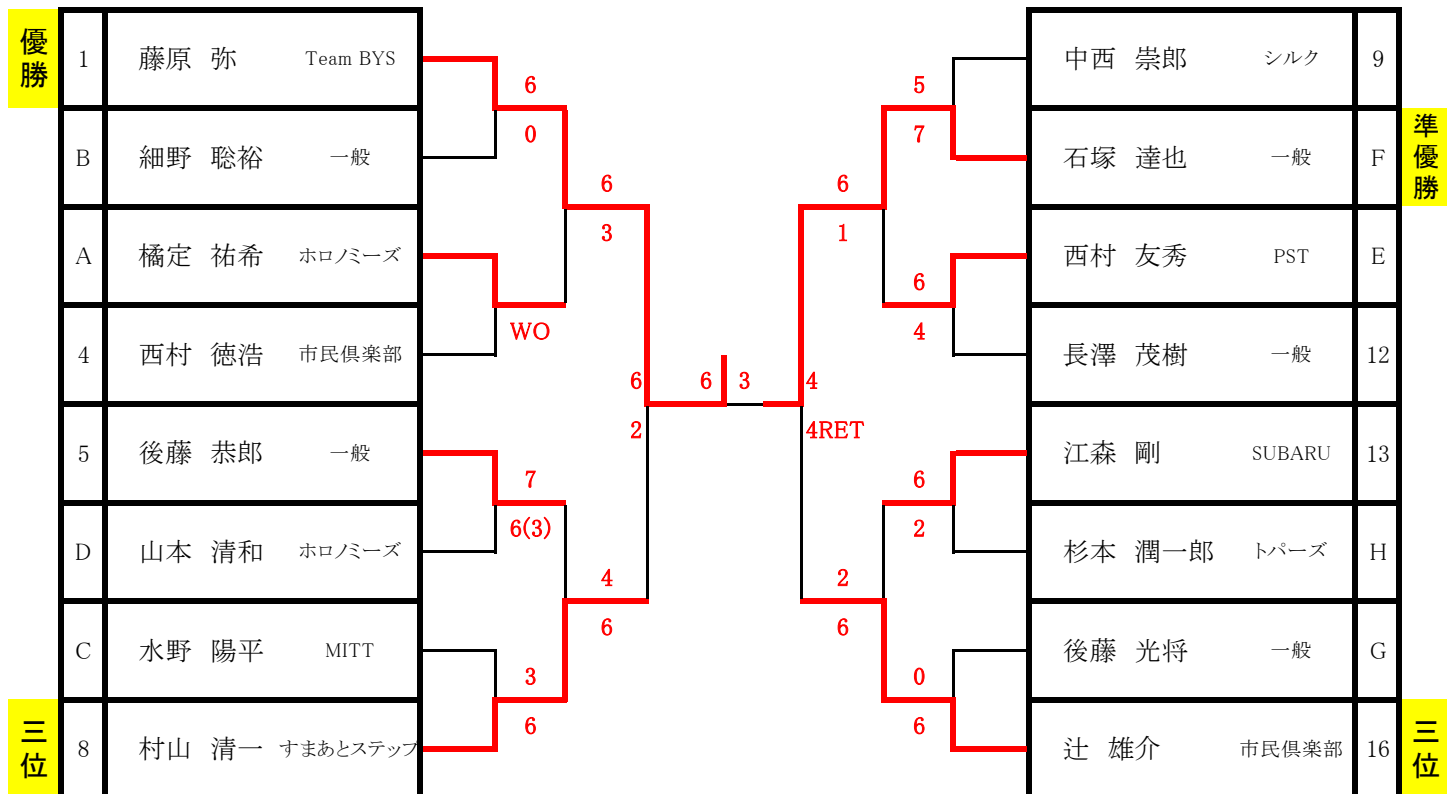 優勝
1 藤原 弥 Team BYS
B 細野 聡裕 一般
A 橘定 祐希 ホロノミーズ
4 西村 徳浩 市民倶楽部
5 後藤 恭郎 一般
D 山本 清和 ホロノミーズ
C 水野 陽平 MITT
三位
8 村山 清一 すまあとステップ
6
0
WO
7
6(3)
3
6
6
3
4
6
6
2
6 3
4
4RET
6
1
2
6
5
7
6
4
6
2
0
6
中西 崇郎 シルク 9
石塚 達也 一般 F
準優勝
西村 友秀 PST E
長澤 茂樹 一般 12
江森 剛 SUBARU 13
杉本 潤一郎 トパーズ H
後藤 光将 一般 G
辻 雄介 市民倶楽部 16
三位